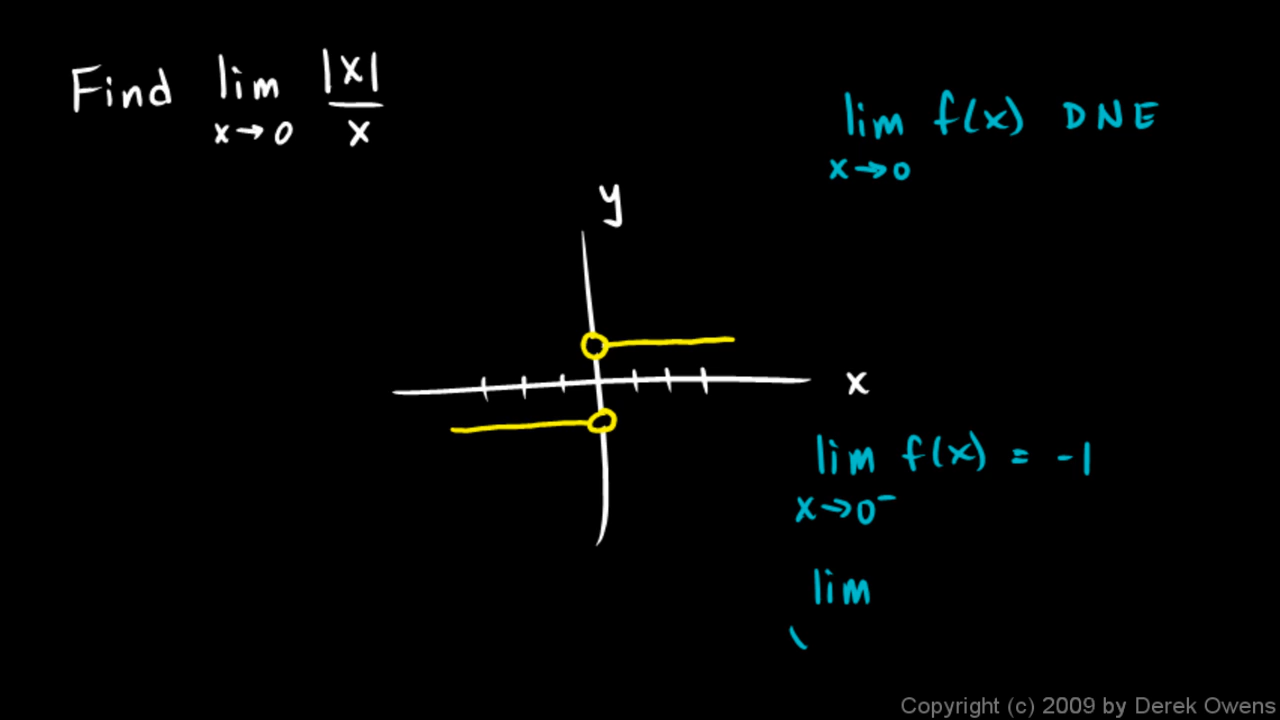 Find lim x→0 |x|/x
lim f(x) DNE
x→0
y
x
lim f(x) = -1
x→0⁻
lim
Copyright (c) 2009 by Derek Owens